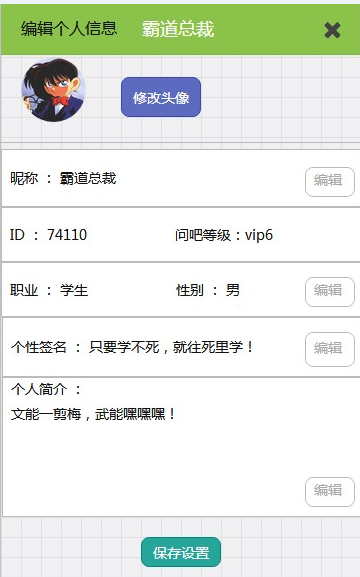 编辑个人信息 霸道总裁
修改头像
昵称 ： 霸道总裁 编辑
ID ： 74110 问吧等级：vip6
职业 ： 学生 性别 ： 男 编辑
个性签名 ： 只要学不死，就往死里学！ 编辑
个人简介 ：
文能一剪梅，武能嘿嘿嘿！
编辑
保存设置